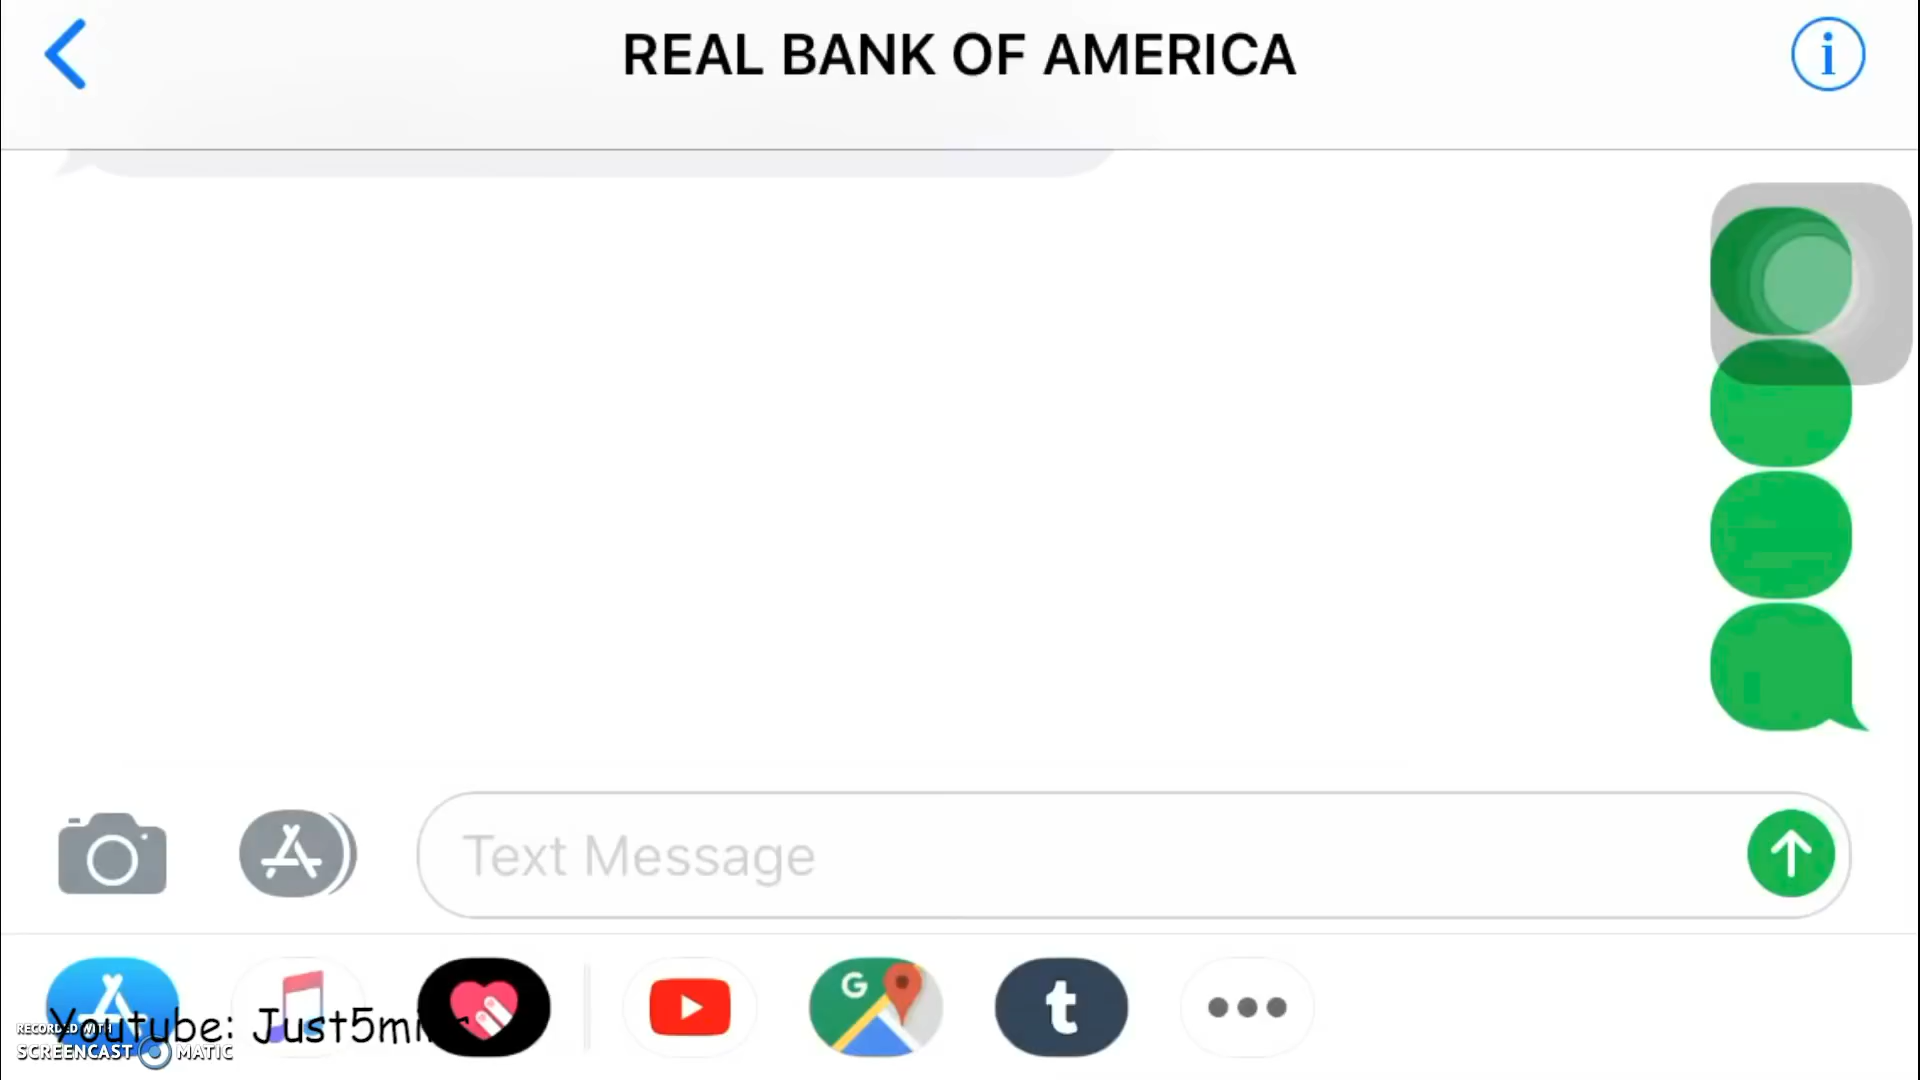 REAL BANK OF AMERICA
i
Text Message
G
t
Youtube: Just5mi
RECORDED WITH
SCREENCAST MATIC